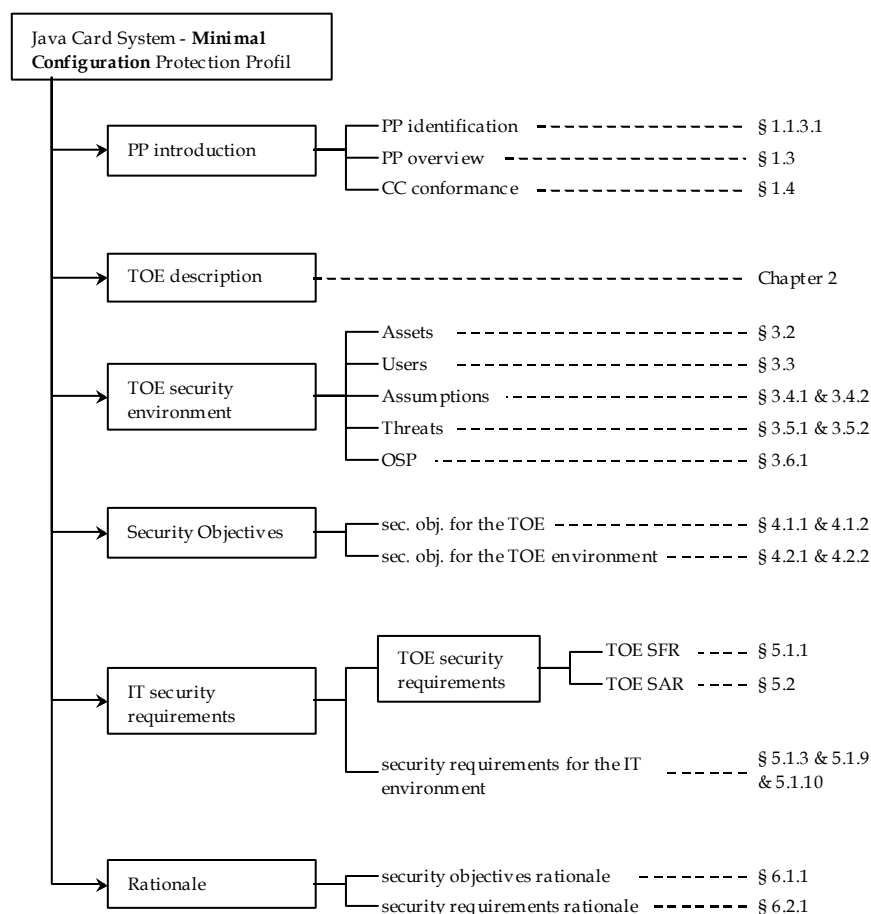 Java Card System - Minimal
Configuration Protection Profil
PP introduction
PP identification § 1.1.3.1
PP overview § 1.3
CC conformance § 1.4
TOE description Chapter 2
TOE security
environment
Assets § 3.2
Users § 3.3
Assumptions § 3.4.1 & 3.4.2
Threats § 3.5.1 & 3.5.2
OSP § 3.6.1
Security Objectives
sec. obj. for the TOE § 4.1.1 & 4.1.2
sec. obj. for the TOE environment § 4.2.1 & 4.2.2
IT security
requirements
TOE security
requirements
TOE SFR § 5.1.1
TOE SAR § 5.2
security requirements for the IT
environment
§ 5.1.3 & 5.1.9
& 5.1.10
Rationale
security objectives rationale § 6.1.1
security requirements rationale § 6.2.1